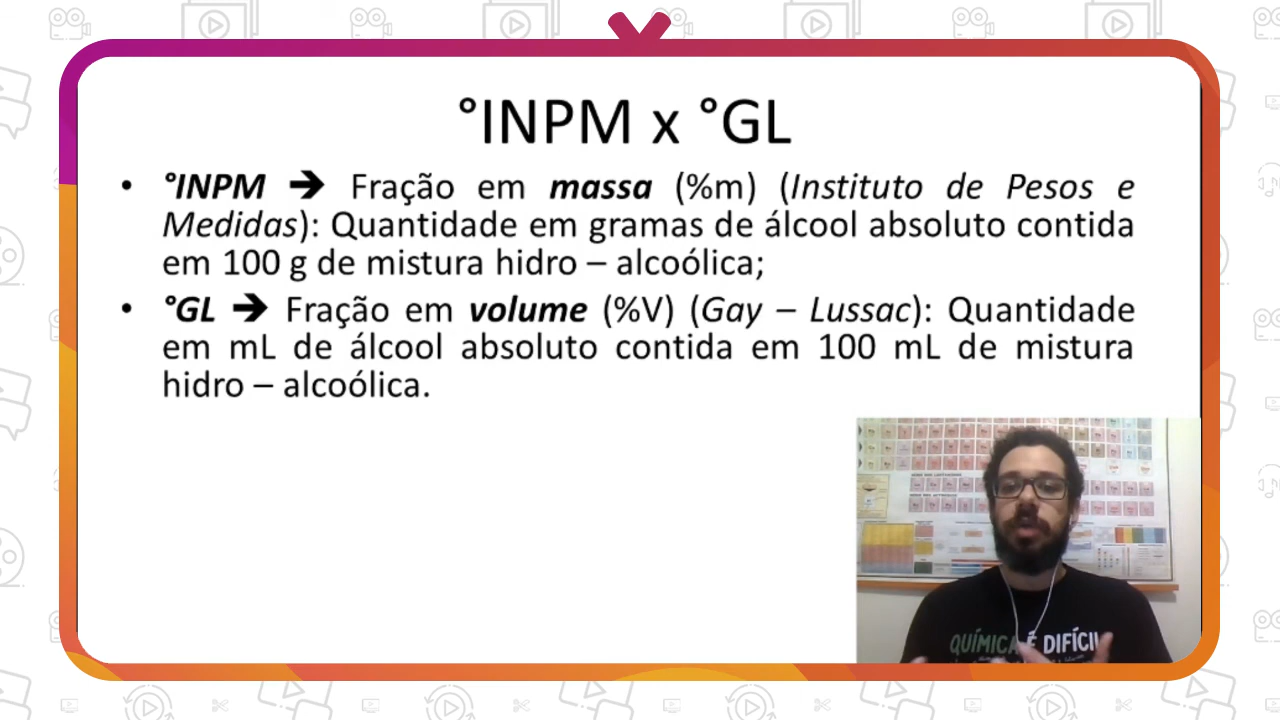 °INPM x °GL
• °INPM ➔ Fração em massa (%m) (Instituto de Pesos e
Medidas): Quantidade em gramas de álcool absoluto contida
em 100 g de mistura hidro – alcoólica;
• °GL ➔ Fração em volume (%V) (Gay – Lussac): Quantidade
em mL de álcool absoluto contida em 100 mL de mistura
hidro – alcoólica.
QUÍMICA É DIFÍCIL